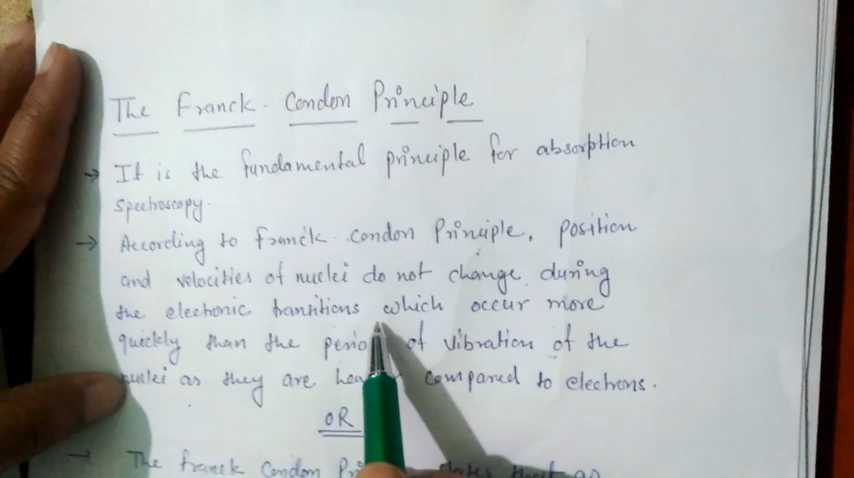 The Franck-Condon Principle
→ It is the fundamental principle for absorption
Spectroscopy.
→ According to Franck-Condon Principle, position
and velocities of nuclei do not change during
the electronic transitions which occur more
quickly than the of vibration of the
nuclei as they are compared to electrons.
OR
→ The Franck Condon that an